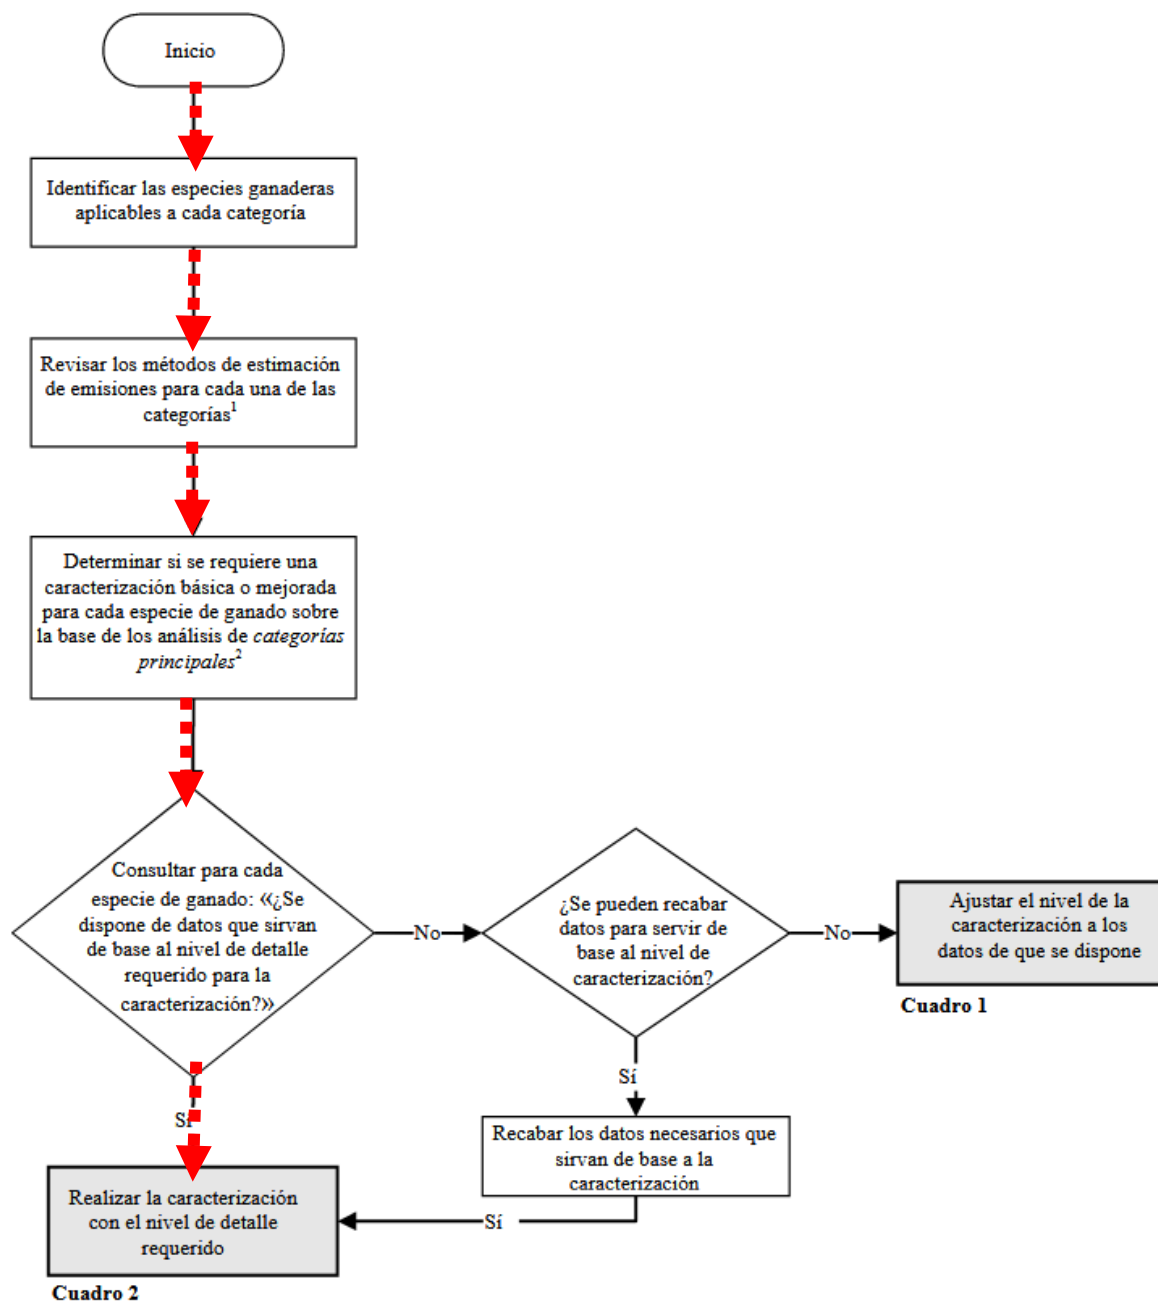 Inicio
Identificar las especies ganaderas
aplicables a cada categoría
Revisar los métodos de estimación
de emisiones para cada una de las
categorías¹
Determinar si se requiere una
caracterización básica o mejorada
para cada especie de ganado sobre
la base de los análisis de categorías
principales²
Consultar para cada
especie de ganado: «¿Se
dispone de datos que sirvan
de base al nivel de detalle
requerido para la
caracterización?»
No
¿Se pueden recabar
datos para servir de
base al nivel de
caracterización?
No
Ajustar el nivel de la
caracterización a los
datos de que se dispone
Cuadro 1
Sí
Sí
Recabar los datos necesarios que
sirvan de base a la
caracterización
Sí
Realizar la caracterización
con el nivel de detalle
requerido
Cuadro 2